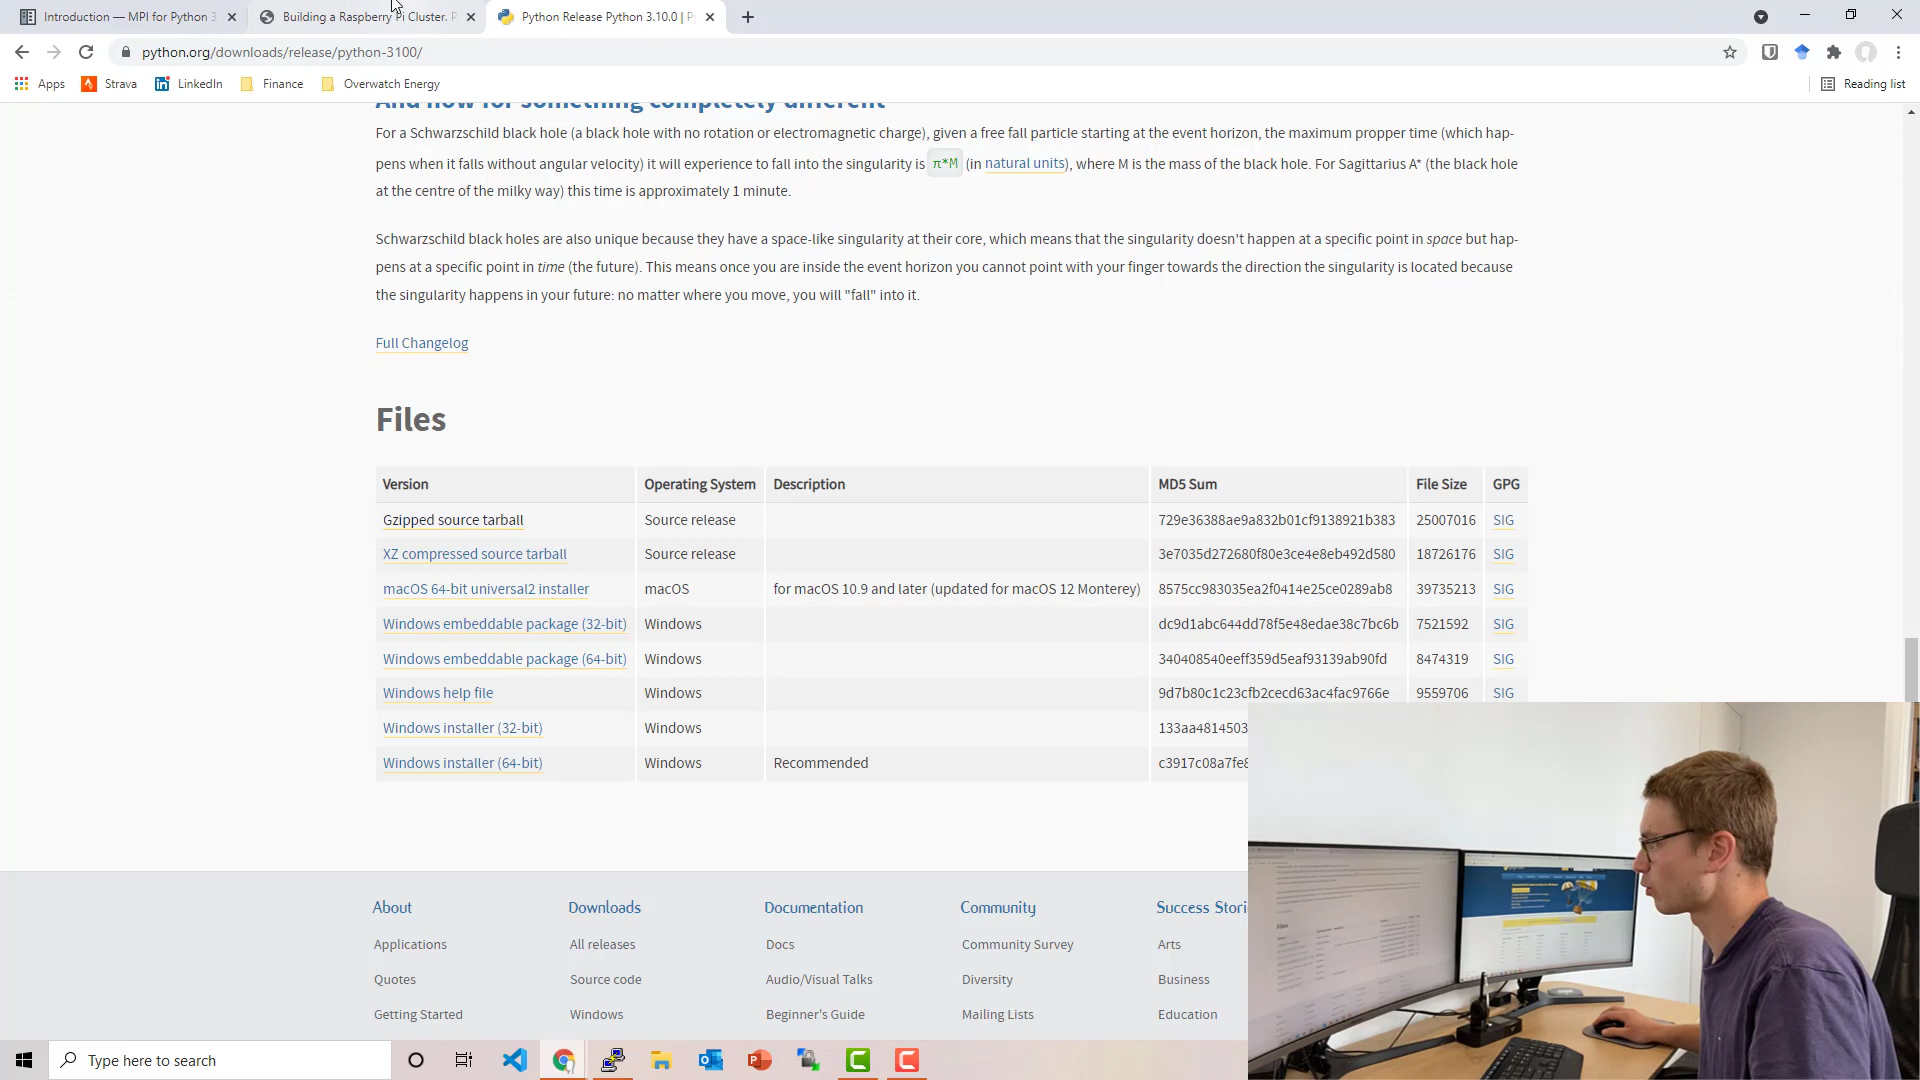 Introduction — MPI for Python 3
Building a Raspberry Pi Cluster. P
Python Release Python 3.10.0 | Py
python.org/downloads/release/python-3100/
Apps
Strava
LinkedIn
Finance
Overwatch Energy
Reading list
And now for something completely different
For a Schwarzschild black hole (a black hole with no rotation or electromagnetic charge), given a free fall particle starting at the event horizon, the maximum propper time (which hap-
pens when it falls without angular velocity) it will experience to fall into the singularity is π*M (in natural units), where M is the mass of the black hole. For Sagittarius A* (the black hole
at the centre of the milky way) this time is approximately 1 minute.
Schwarzschild black holes are also unique because they have a space-like singularity at their core, which means that the singularity doesn't happen at a specific point in space but hap-
pens at a specific point in time (the future). This means once you are inside the event horizon you cannot point with your finger towards the direction the singularity is located because
the singularity happens in your future: no matter where you move, you will "fall" into it.
Full Changelog
Files
Version Operating System Description MD5 Sum File Size GPG
Gzipped source tarball Source release 729e36388ae9a832b01cf9138921b383 25007016 SIG
XZ compressed source tarball Source release 3e7035d272680f80e3ce4e8eb492d580 18726176 SIG
macOS 64-bit universal2 installer macOS for macOS 10.9 and later (updated for macOS 12 Monterey) 8575cc983035ea2f0414e25ce0289ab8 39735213 SIG
Windows embeddable package (32-bit) Windows dc9d1abc644dd78f5e48edae38c7bc6b 7521592 SIG
Windows embeddable package (64-bit) Windows 340408540eeff359d5eaf93139ab90fd 8474319 SIG
Windows help file Windows 9d7b80c1c23cfb2cecd63ac4fac9766e 9559706 SIG
Windows installer (32-bit) Windows 133aa4814503
Windows installer (64-bit) Windows Recommended c3917c08a7fe8
About Downloads Documentation Community Success Stori
Applications All releases Docs Community Survey Arts
Quotes Source code Audio/Visual Talks Diversity Business
Getting Started Windows Beginner's Guide Mailing Lists Education
Type here to search